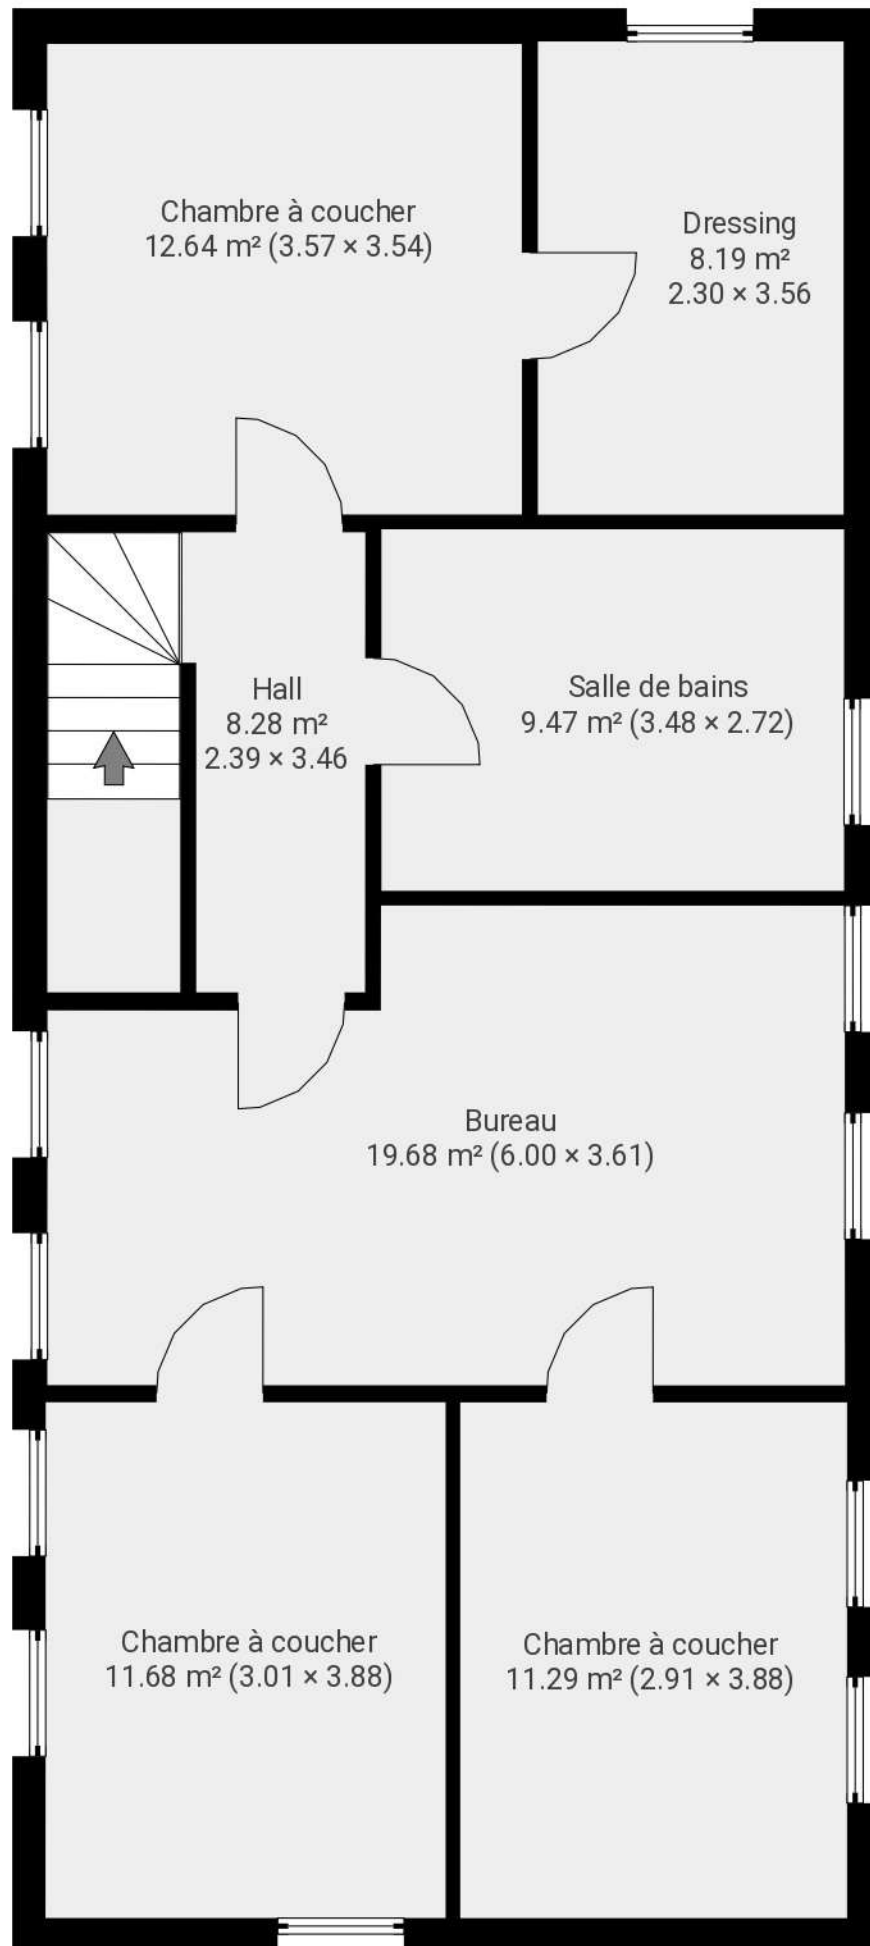 Chambre à coucher
12.64 m² (3.57 × 3.54)
Dressing
8.19 m²
2.30 × 3.56
Hall
8.28 m²
2.39 × 3.46
Salle de bains
9.47 m² (3.48 × 2.72)
Bureau
19.68 m² (6.00 × 3.61)
Chambre à coucher
11.68 m² (3.01 × 3.88)
Chambre à coucher
11.29 m² (2.91 × 3.88)